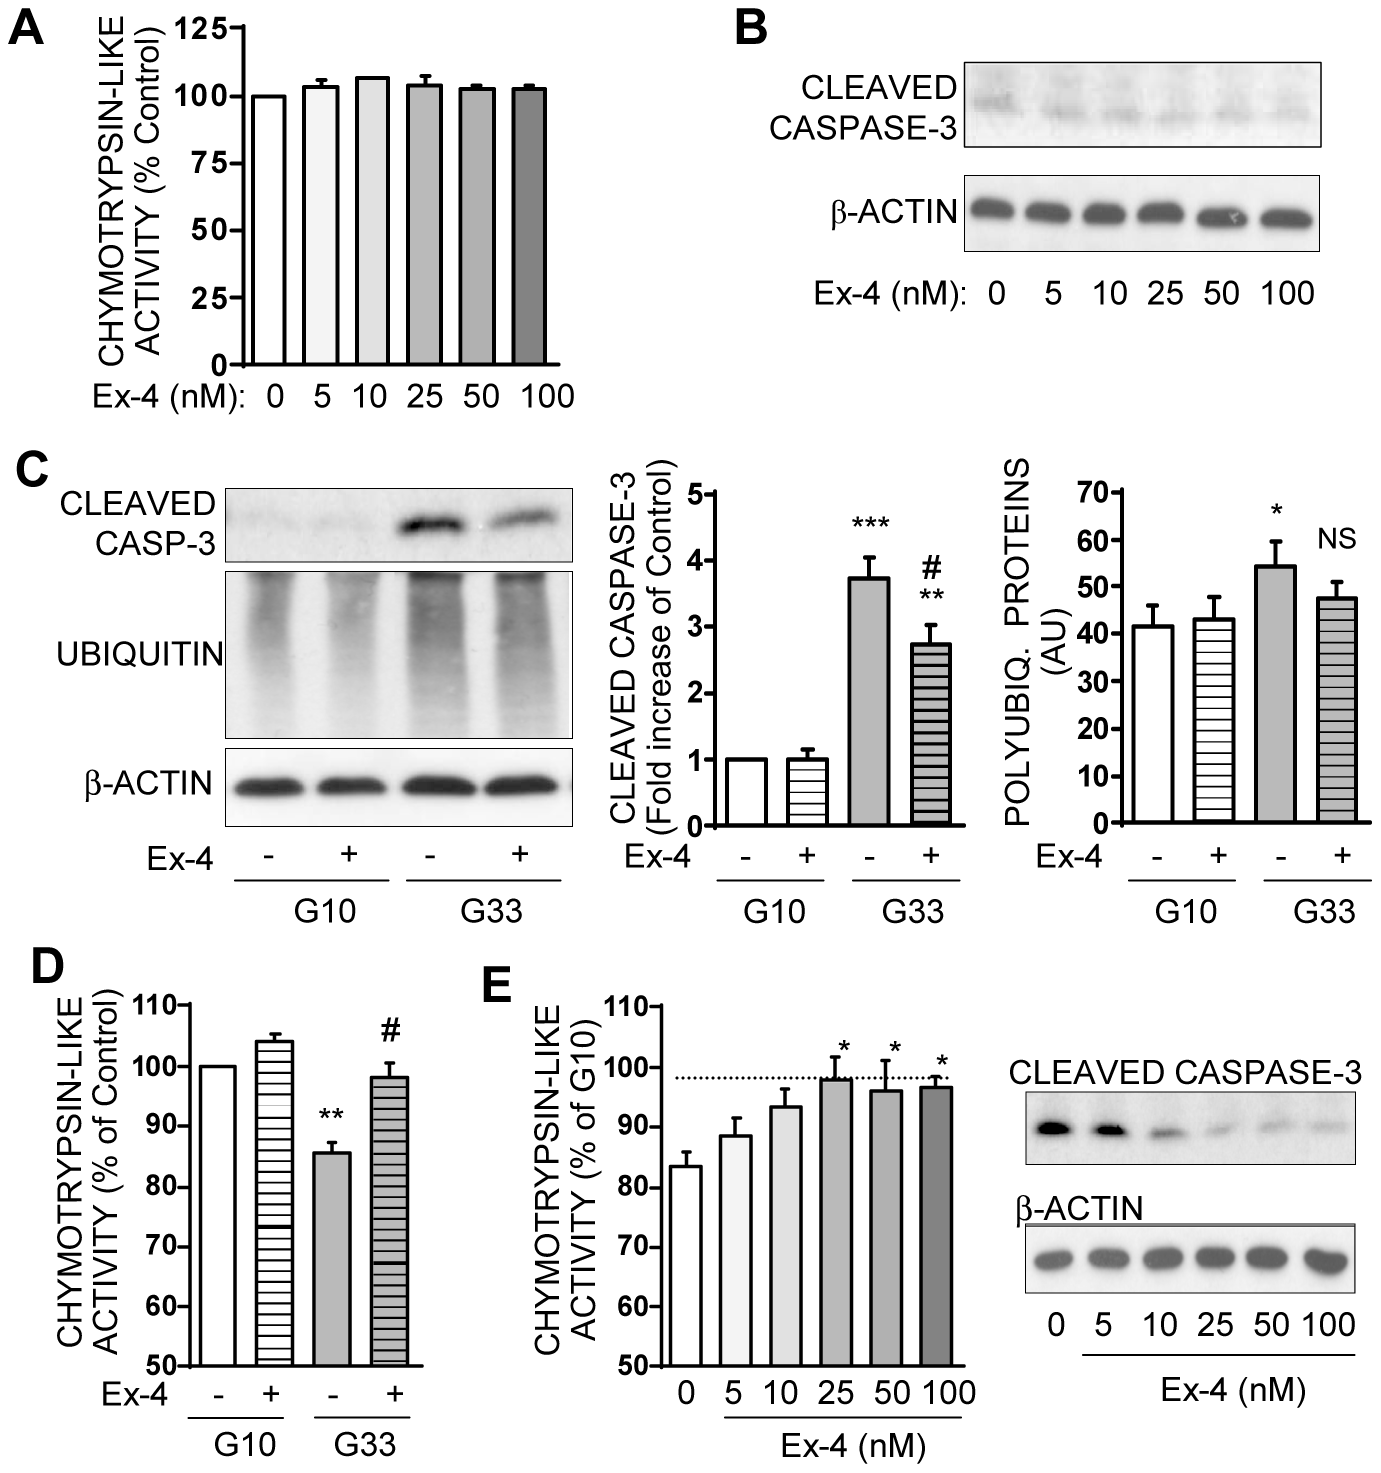 A
CHYMOTRYPSIN-LIKE
ACTIVITY (% Control)
125
100
75
50
25
0
Ex-4 (nM): 0 5 10 25 50 100
B
CLEAVED
CASPASE-3
β-ACTIN
Ex-4 (nM): 0 5 10 25 50 100
C
CLEAVED
CASP-3
UBIQUITIN
β-ACTIN
Ex-4 - + - +
G10 G33
CLEAVED CASPASE-3
(Fold increase of Control)
5
4
3
2
1
0
***
#
**
Ex-4 - + - +
G10 G33
POLYUBIQ. PROTEINS
(AU)
70
60
50
40
30
20
10
0
*
NS
Ex-4 - + - +
G10 G33
D
CHYMOTRYPSIN-LIKE
ACTIVITY (% of Control)
110
100
90
80
70
60
50
**
#
Ex-4 - + - +
G10 G33
E
CHYMOTRYPSIN-LIKE
ACTIVITY (% of G10)
110
100
90
80
70
60
50
* * *
0 5 10 25 50 100
Ex-4 (nM)
CLEAVED CASPASE-3
β-ACTIN
0 5 10 25 50 100
Ex-4 (nM)